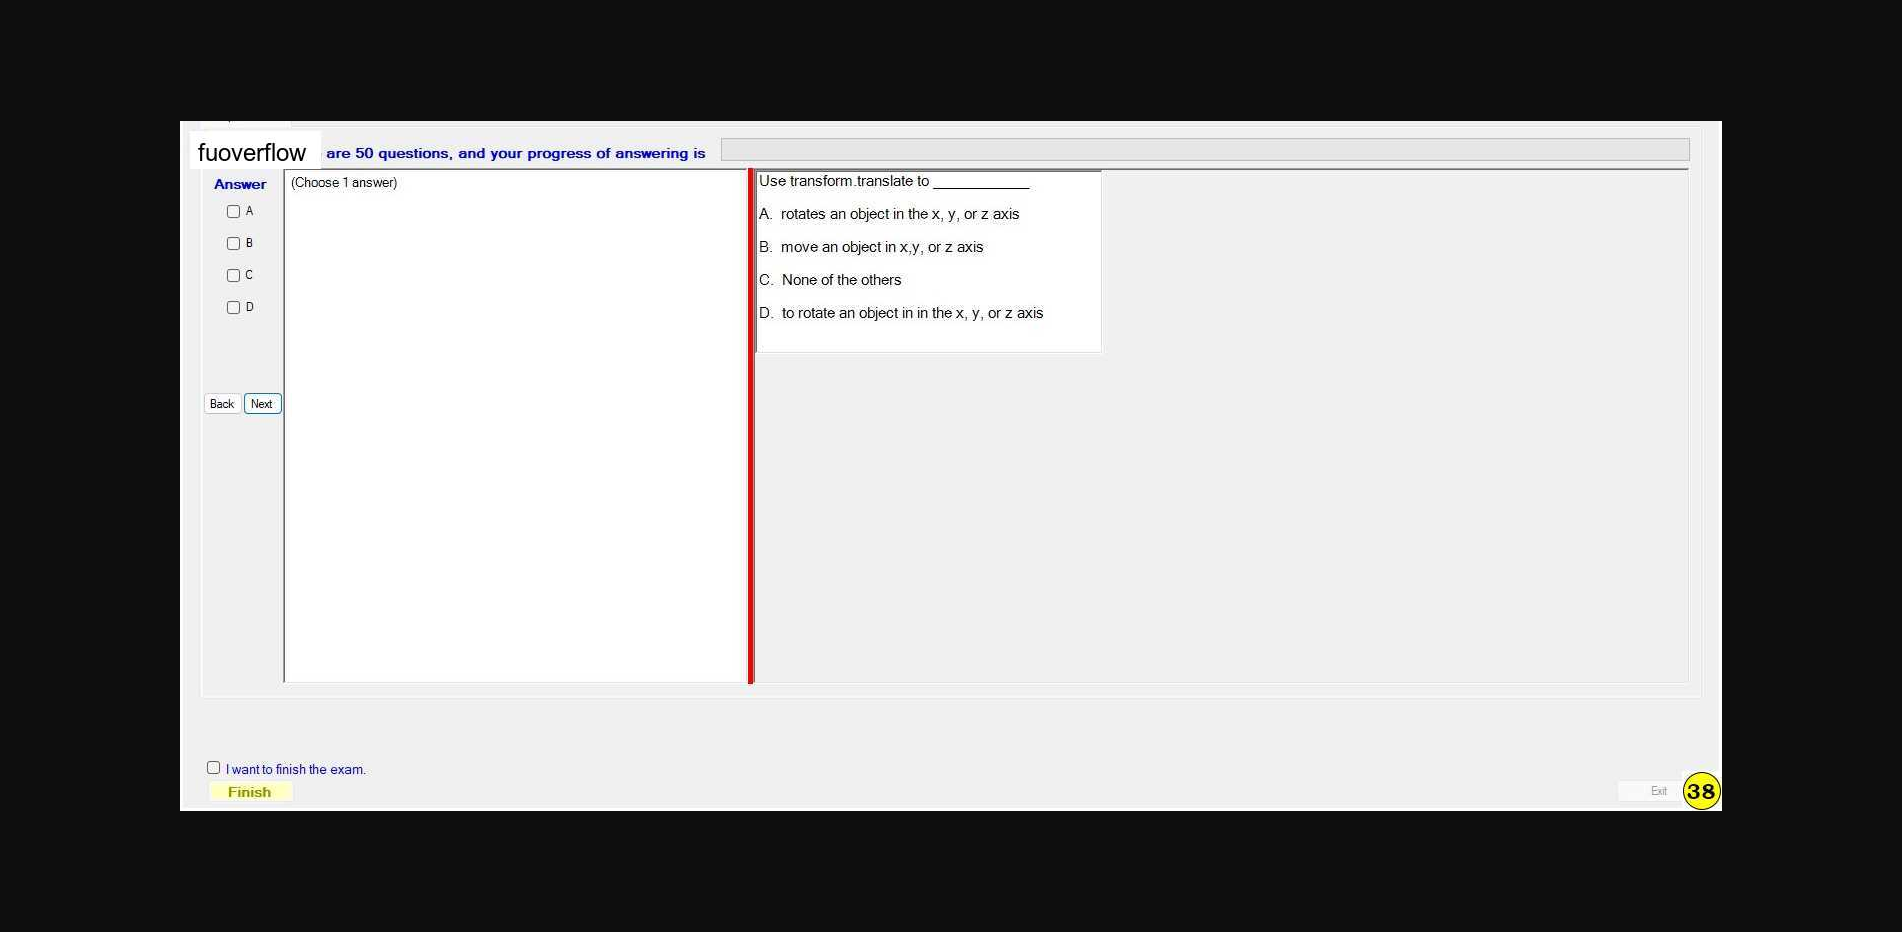 fuoverflow are 50 questions, and your progress of answering is
Answer
A
B
C
D
Back Next
(Choose 1 answer)
Use transform.translate to ____________
A. rotates an object in the x, y, or z axis
B. move an object in x,y, or z axis
C. None of the others
D. to rotate an object in in the x, y, or z axis
I want to finish the exam.
Finish
Exit
38